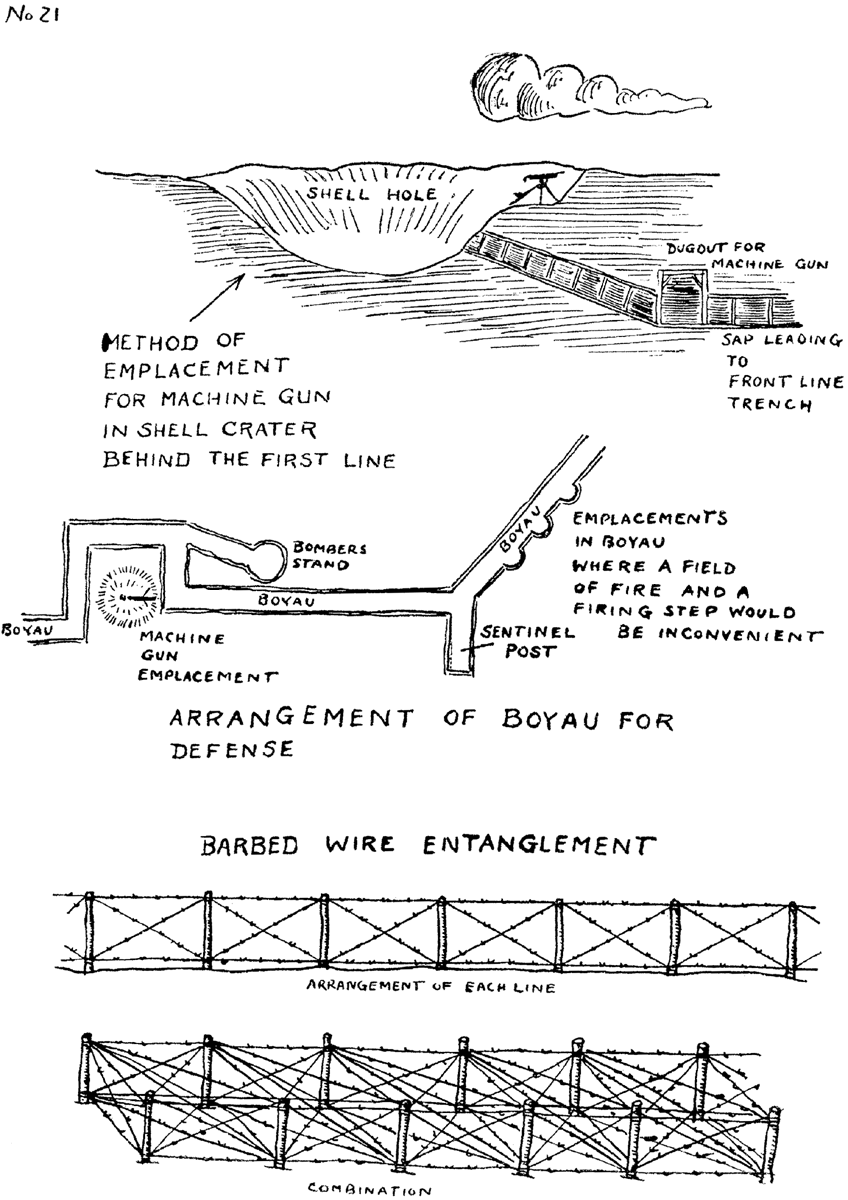 No 21
SHELL HOLE
DUGOUT FOR
MACHINE GUN
SAP LEADING
TO
FRONT LINE
TRENCH
METHOD OF
EMPLACEMENT
FOR MACHINE GUN
IN SHELL CRATER
BEHIND THE FIRST LINE
BOYAU
EMPLACEMENTS
IN BOYAU
WHERE A FIELD
OF FIRE AND A
FIRING STEP WOULD
BE INCONVENIENT
BOMBERS
STAND
BOYAU
BOYAU
MACHINE
GUN
EMPLACEMENT
SENTINEL
POST
ARRANGEMENT OF BOYAU FOR
DEFENSE
BARBED WIRE ENTANGLEMENT
ARRANGEMENT OF EACH LINE
COMBINATION